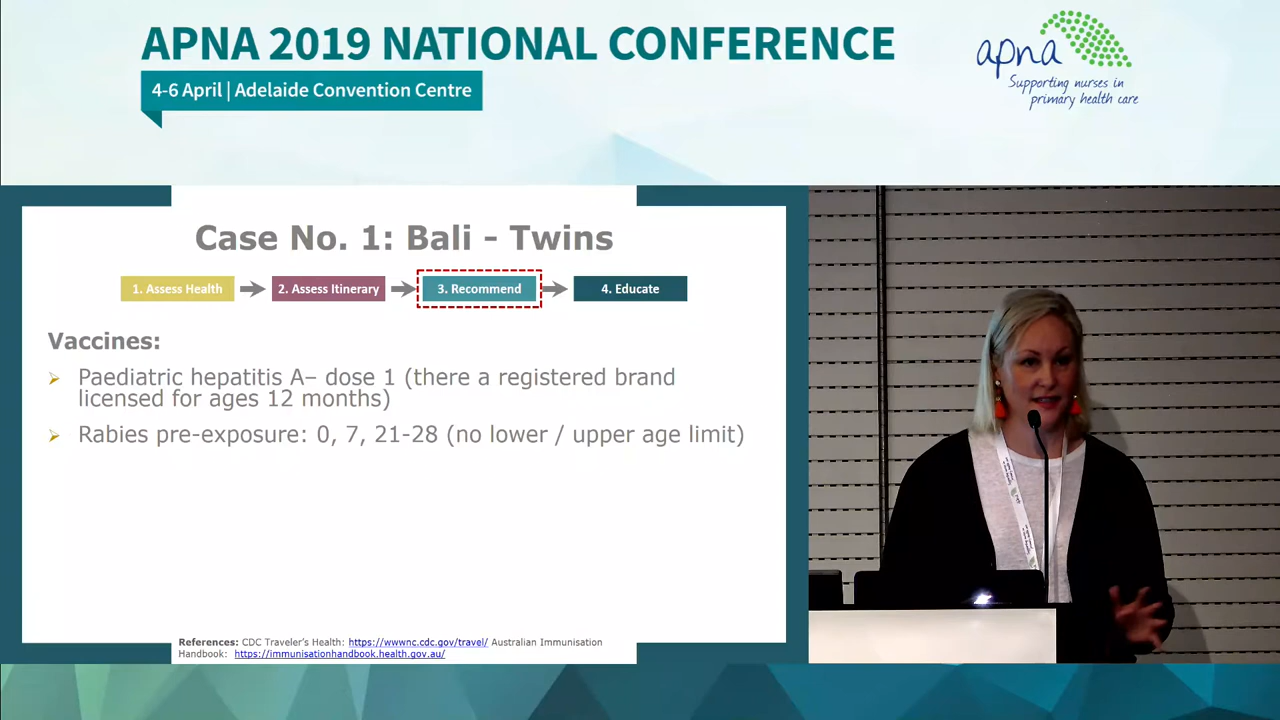 APNA 2019 NATIONAL CONFERENCE
4-6 April | Adelaide Convention Centre
apna
Supporting nurses in
primary health care
Case No. 1: Bali - Twins
1. Assess Health
2. Assess Itinerary
3. Recommend
4. Educate
Vaccines:
Paediatric hepatitis A– dose 1 (there a registered brand
licensed for ages 12 months)
Rabies pre-exposure: 0, 7, 21-28 (no lower / upper age limit)
References: CDC Traveler's Health: https://wwwnc.cdc.gov/travel/ Australian Immunisation
Handbook: https://immunisationhandbook.health.gov.au/